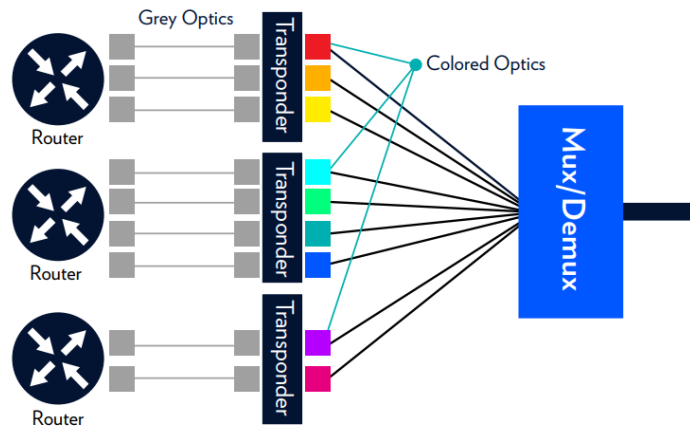 Grey Optics
Transponder
Colored Optics
Router
Mux/Demux
Transponder
Router
Transponder
Router